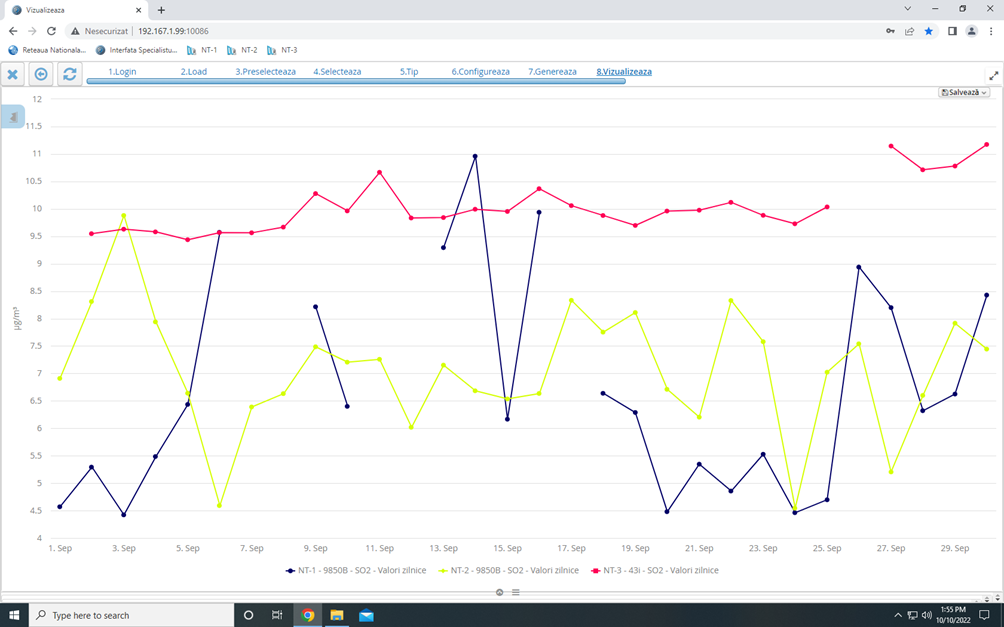 Vizualizeaza
Nesecurizat | 192.167.1.99:10086
Reteaua Nationala... Interfata Specialistu... NT-1 NT-2 NT-3
1.Login 2.Load 3.Preselecteaza 4.Selecteaza 5.Tip 6.Configureaza 7.Genereaza 8.Vizualizeaza
Salvează
12
11.5
11
10.5
10
9.5
9
8.5
8
7.5
7
6.5
6
5.5
5
4.5
4
µg/m³
1. Sep 3. Sep 5. Sep 7. Sep 9. Sep 11. Sep 13. Sep 15. Sep 17. Sep 19. Sep 21. Sep 23. Sep 25. Sep 27. Sep 29. Sep
NT-1 - 9850B - SO2 - Valori zilnice NT-2 - 9850B - SO2 - Valori zilnice NT-3 - 43i - SO2 - Valori zilnice
Type here to search
1:55 PM
10/10/2022